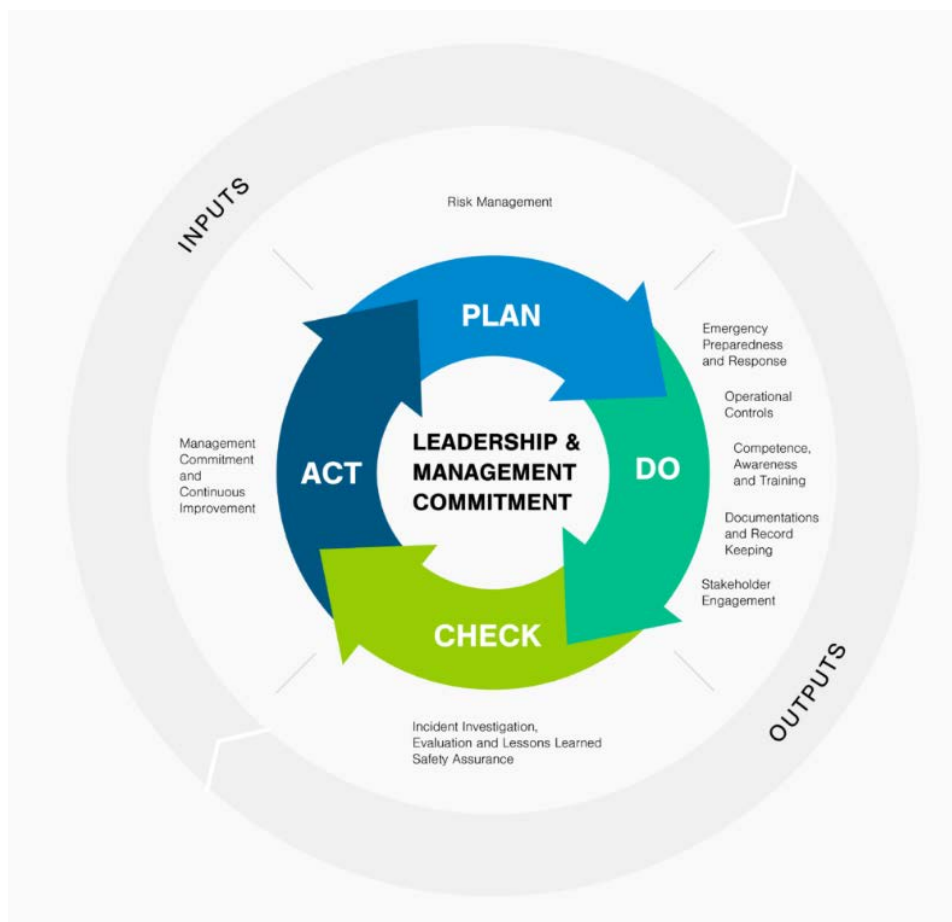 INPUTS
Risk Management
PLAN
Emergency
Preparedness
and Response
Operational
Controls
Competence,
Awareness
and Training
Documentations
and Record
Keeping
Stakeholder
Engagement
DO
LEADERSHIP &
MANAGEMENT
COMMITMENT
ACT
Management
Commitment
and
Continuous
Improvement
CHECK
Incident Investigation,
Evaluation and Lessons Learned
Safety Assurance
OUTPUTS